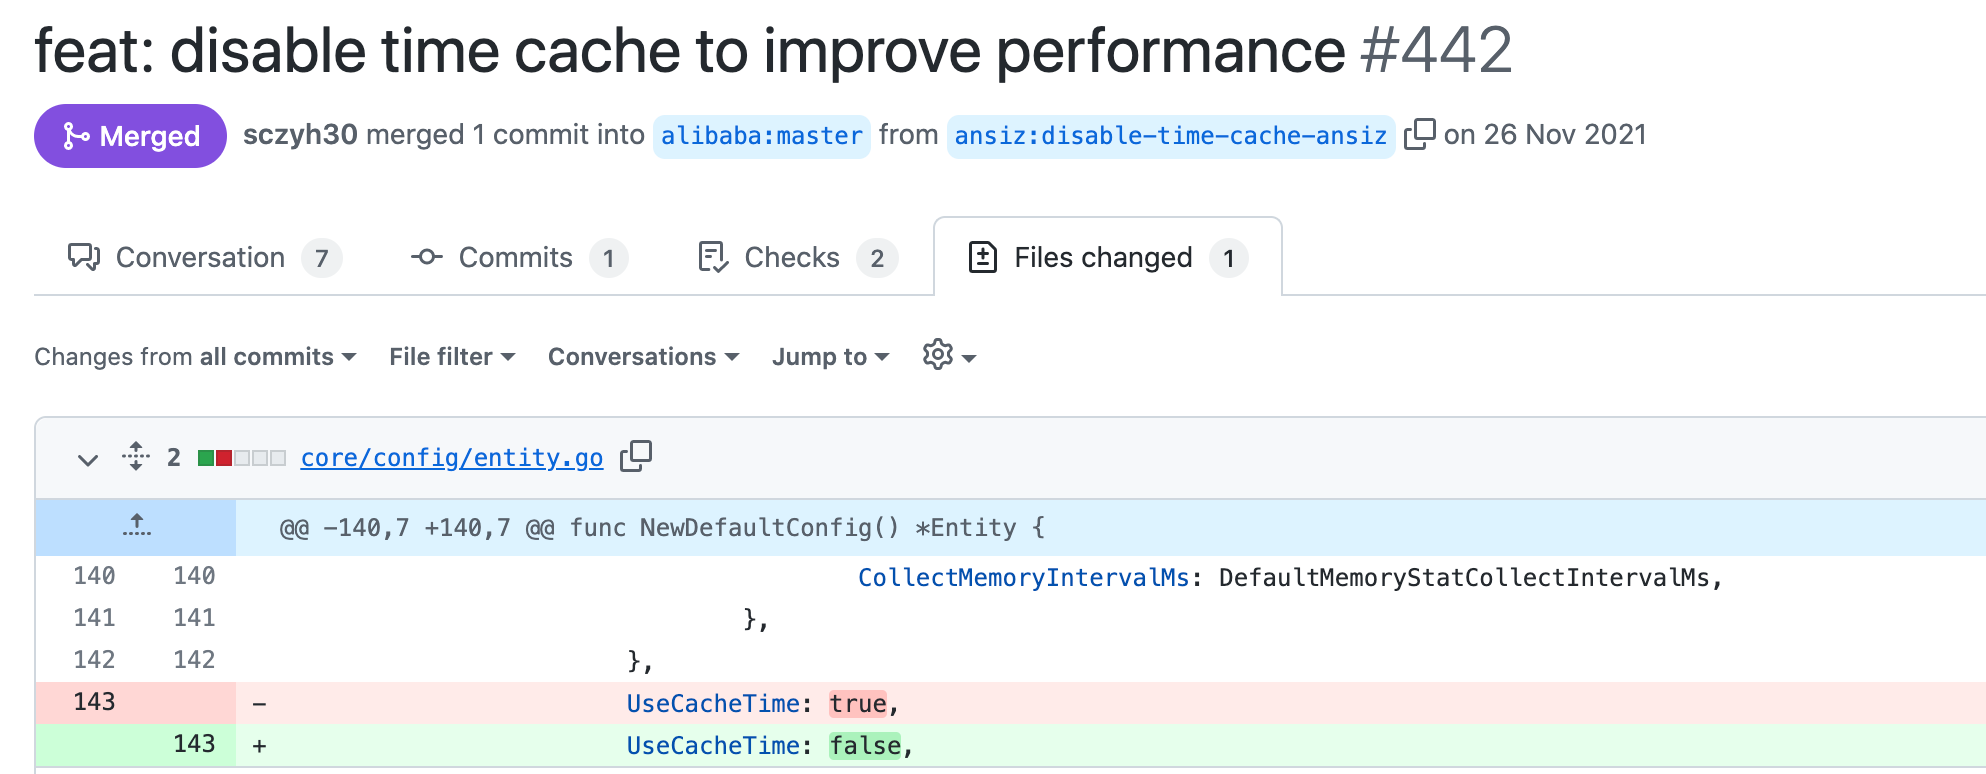 feat: disable time cache to improve performance #442
Merged sczyh30 merged 1 commit into alibaba:master from ansiz:disable-time-cache-ansiz on 26 Nov 2021
Conversation 7 Commits 1 Checks 2 Files changed 1
Changes from all commits File filter Conversations Jump to
2 core/config/entity.go
@@ -140,7 +140,7 @@ func NewDefaultConfig() *Entity {
140 140 CollectMemoryIntervalMs: DefaultMemoryStatCollectIntervalMs,
141 141 },
142 142 },
143 - UseCacheTime: true,
143 + UseCacheTime: false,